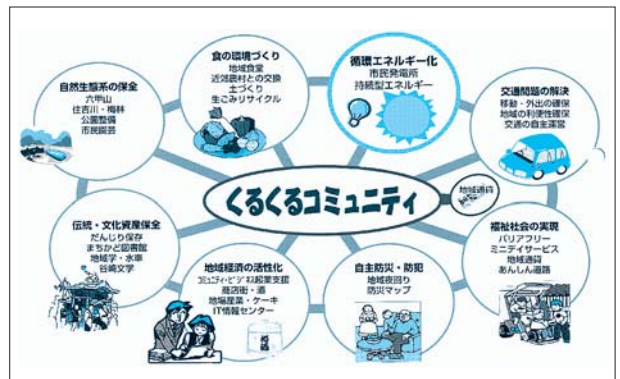 食の環境づくり
地域食堂
近郊農村との交換
土づくり
生ごみリサイクル
循環エネルギー化
市民発電所
持続型エネルギー
自然生態系の保全
六甲山
住吉川・梅林
公園整備
市民園芸
交通問題の解決
移動・外出の確保
地域の利便性確保
交通の自主運営
くるくるコミュニティ
地域通貨
伝統・文化資産保全
だんじり保存
まちかど図書館
地域学・水車
谷崎文学
地域経済の活性化
コミュニティ・ビジネス起業支援
商店街・酒
地場産業・ケーキ
IT情報センター
自主防災・防犯
地域夜回り
防災マップ
福祉社会の実現
バリアフリー
ミニデイサービス
地域通貨
あんしん道路